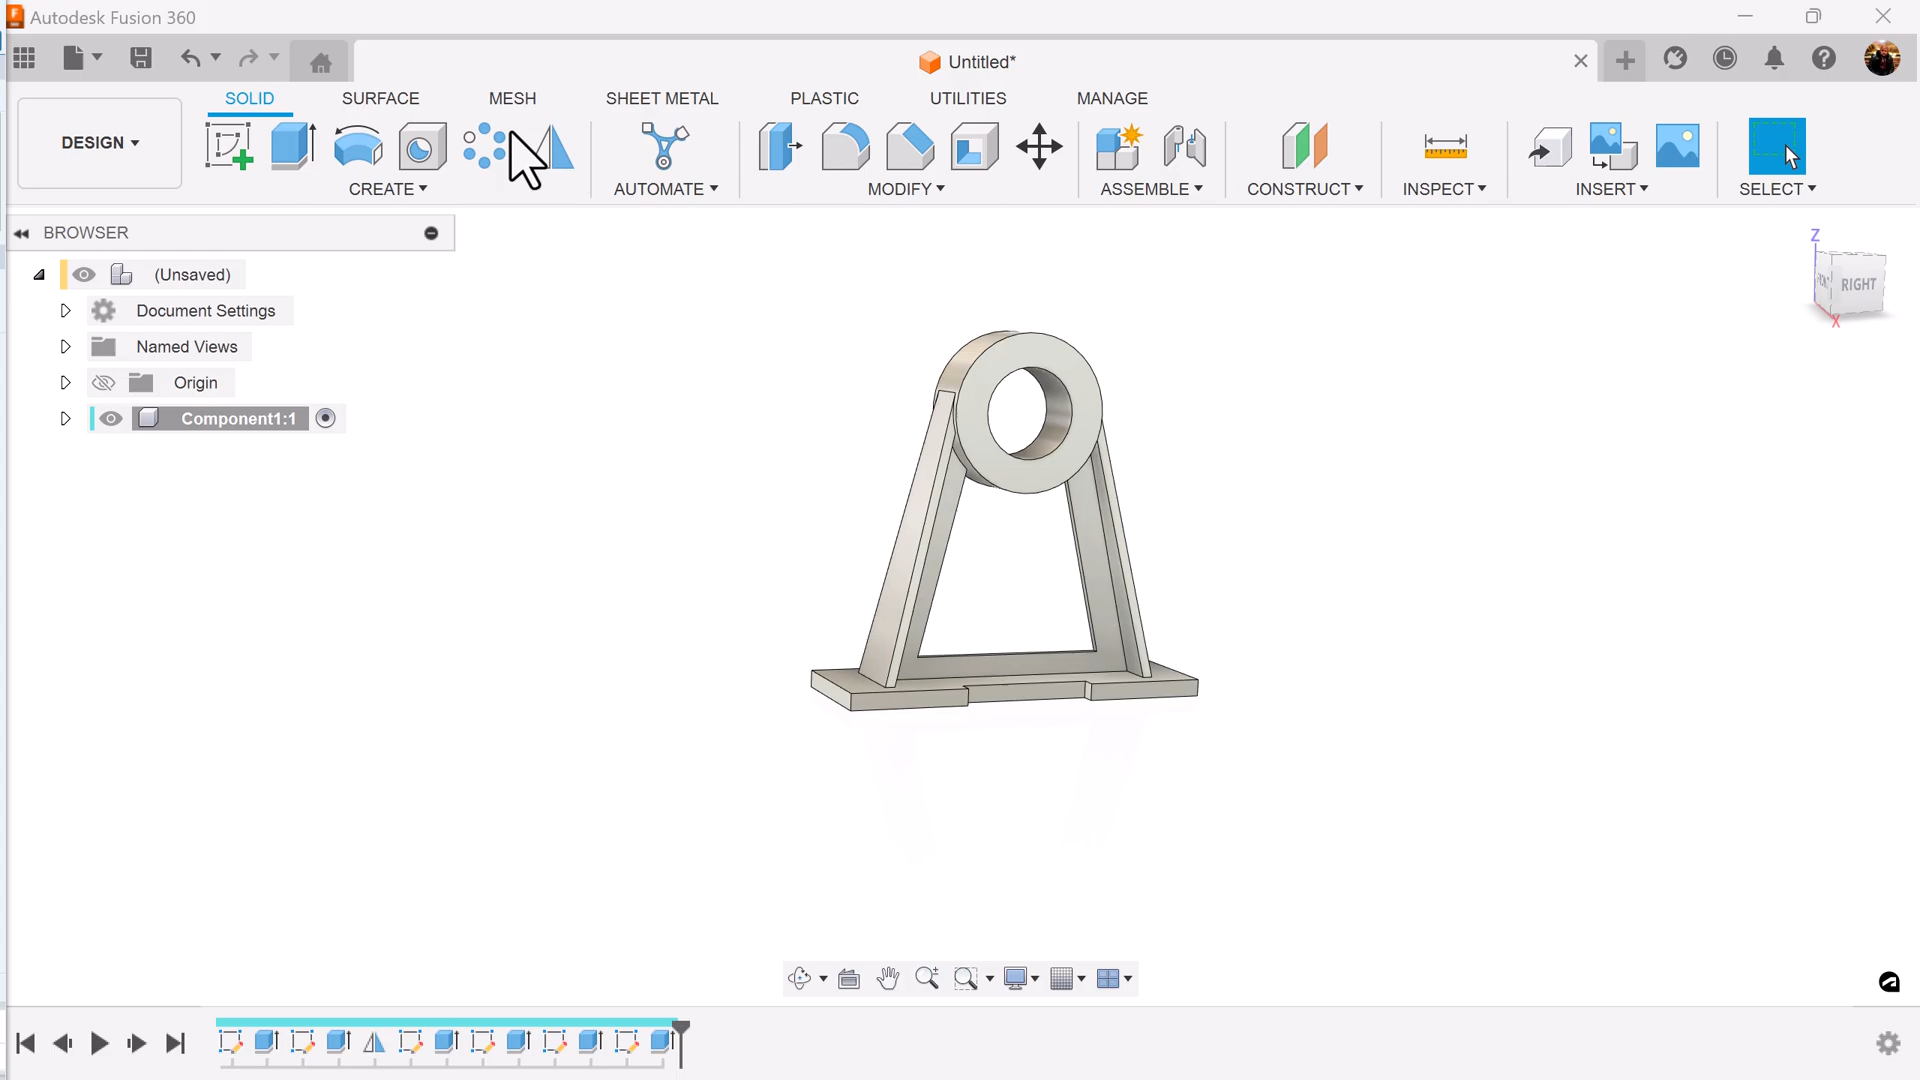 Autodesk Fusion 360
Untitled*
SOLID
SURFACE
MESH
SHEET METAL
PLASTIC
UTILITIES
MANAGE
DESIGN
CREATE
AUTOMATE
MODIFY
ASSEMBLE
CONSTRUCT
INSPECT
INSERT
SELECT
BROWSER
(Unsaved)
Document Settings
Named Views
Origin
Component1:1
Z
RIGHT
X